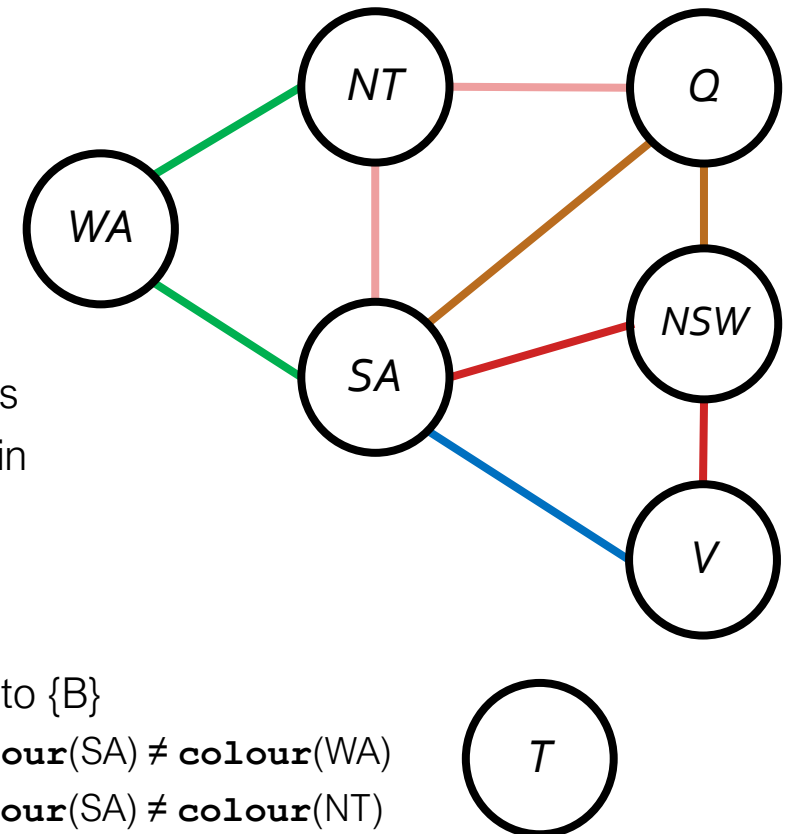 NT
Q
WA
NSW
SA
s
in
V
to {B}
our(SA) ≠ colour(WA)
T
our(SA) ≠ colour(NT)